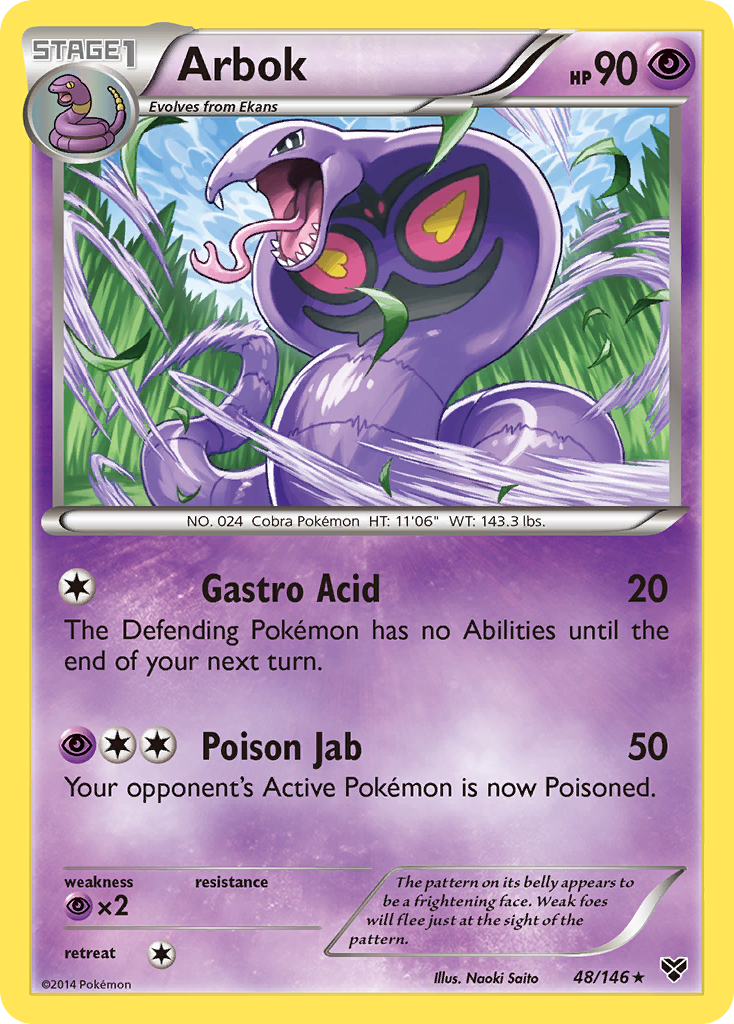 STAGE1
Arbok
HP 90
Evolves from Ekans
NO. 024 Cobra Pokémon HT: 11'06" WT: 143.3 lbs.
Gastro Acid 20
The Defending Pokémon has no Abilities until the
end of your next turn.
Poison Jab 50
Your opponent's Active Pokémon is now Poisoned.
weakness resistance
×2
retreat
The pattern on its belly appears to
be a frightening face. Weak foes
will flee just at the sight of the
pattern.
©2014 Pokémon
Illus. Naoki Saito
48/146 ★